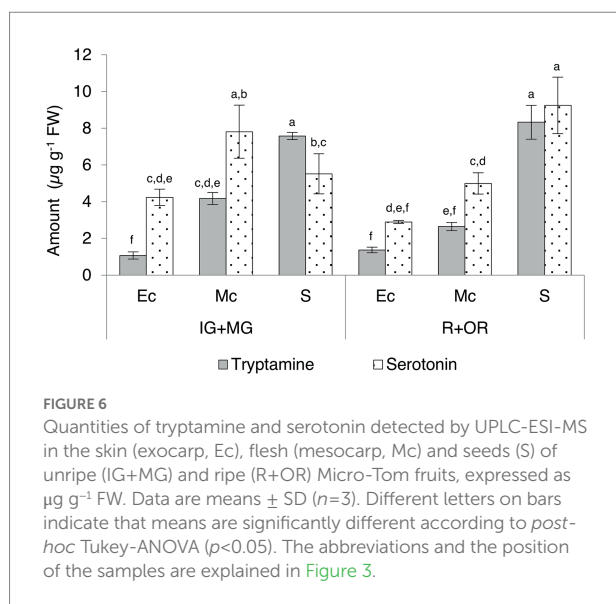 12
10
8
6
4
2
0
Amount (µg g⁻¹ FW)
f
c,d,e
c,d,e
a,b
a
b,c
f
d,e,f
e,f
c,d
a
a
Ec Mc S Ec Mc S
IG+MG R+OR
Tryptamine Serotonin
FIGURE 6
Quantities of tryptamine and serotonin detected by UPLC-ESI-MS
in the skin (exocarp, Ec), flesh (mesocarp, Mc) and seeds (S) of
unripe (IG+MG) and ripe (R+OR) Micro-Tom fruits, expressed as
μg g⁻¹ FW. Data are means ± SD (n=3). Different letters on bars
indicate that means are significantly different according to post-
hoc Tukey-ANOVA (p<0.05). The abbreviations and the position
of the samples are explained in Figure 3.